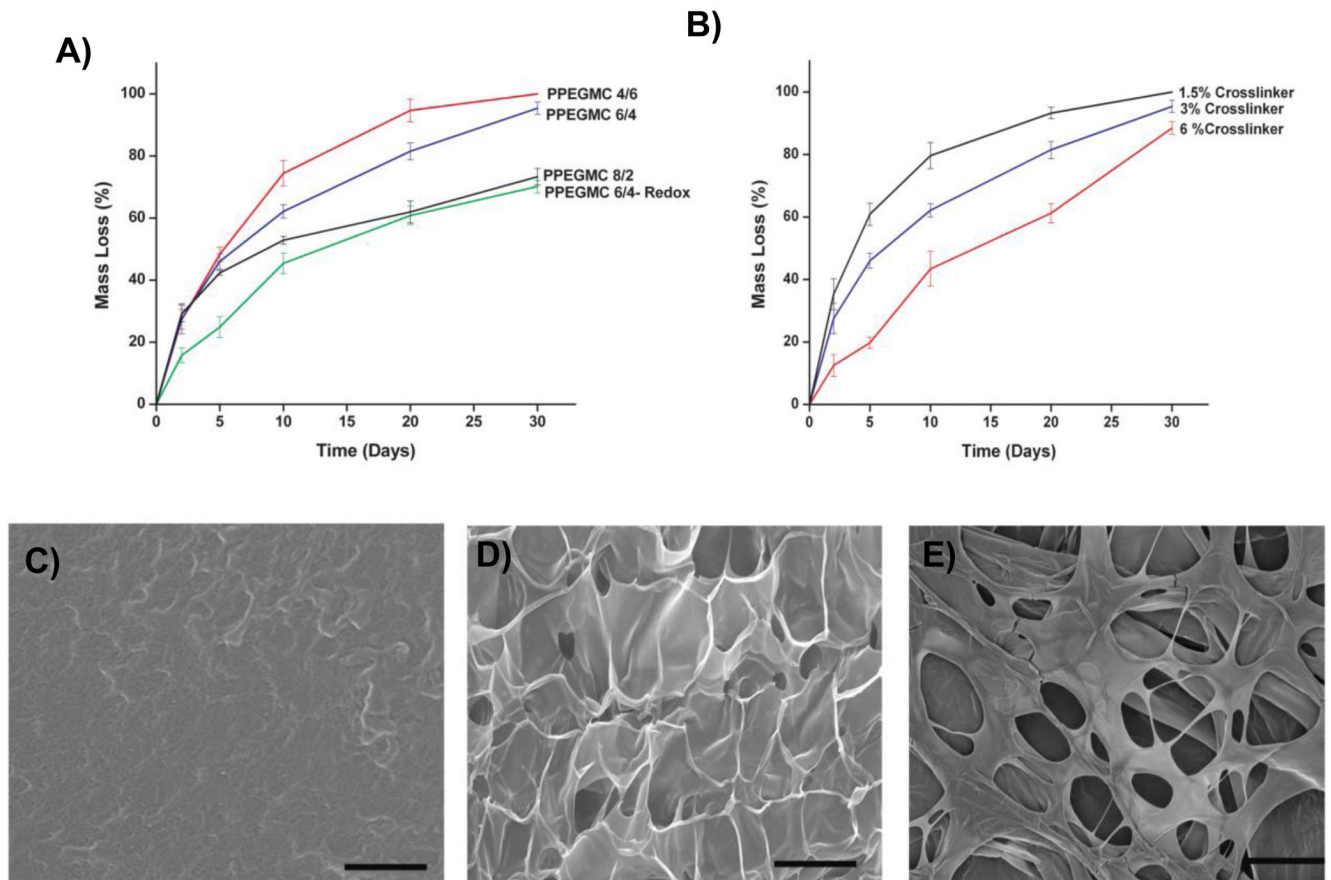 A)
Mass Loss (%)
100
80
60
40
20
0
0 5 10 15 20 25 30
Time (Days)
PPEGMC 4/6
PPEGMC 6/4
PPEGMC 8/2
PPEGMC 6/4- Redox
B)
Mass Loss (%)
100
80
60
40
20
0
0 5 10 15 20 25 30
Time (Days)
1.5% Crosslinker
3% Crosslinker
6 %Crosslinker
C)
D)
E)